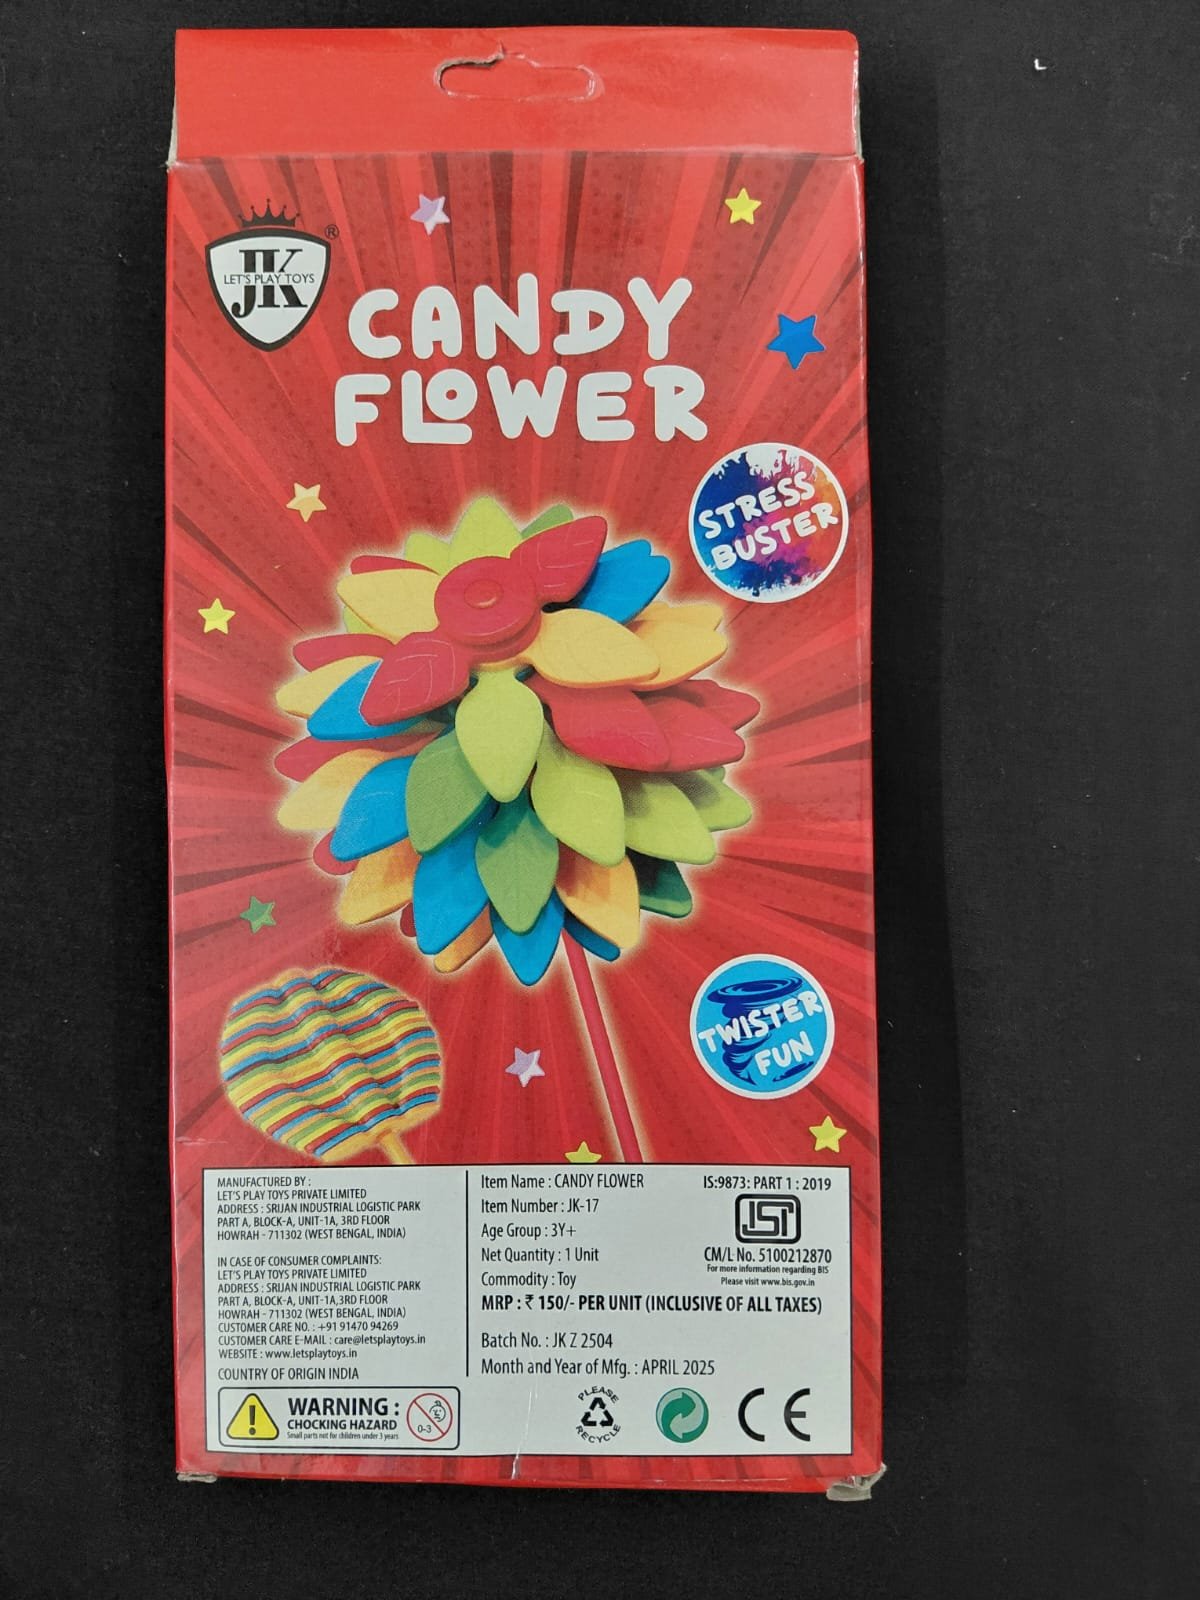 JK
LET'S PLAY TOYS
®
CANDY
FLOWER
STRESS
BUSTER
TWISTER
FUN
MANUFACTURED BY :
LET'S PLAY TOYS PRIVATE LIMITED
ADDRESS : SRIJAN INDUSTRIAL LOGISTIC PARK
PART A, BLOCK-A, UNIT-1A, 3RD FLOOR
HOWRAH - 711302 (WEST BENGAL, INDIA)
IN CASE OF CONSUMER COMPLAINTS:
LET'S PLAY TOYS PRIVATE LIMITED
ADDRESS : SRIJAN INDUSTRIAL LOGISTIC PARK
PART A, BLOCK-A, UNIT-1A,3RD FLOOR
HOWRAH - 711302 (WEST BENGAL, INDIA)
CUSTOMER CARE NO. : +91 91470 94269
CUSTOMER CARE E-MAIL : care@letsplaytoys.in
WEBSITE : www.letsplaytoys.in
COUNTRY OF ORIGIN INDIA
WARNING :
CHOCKING HAZARD
Small parts not for children under 3 years
0-3
Item Name : CANDY FLOWER
Item Number : JK-17
Age Group : 3Y+
Net Quantity : 1 Unit
Commodity : Toy
MRP : ₹ 150/- PER UNIT (INCLUSIVE OF ALL TAXES)
Batch No. : JK Z 2504
Month and Year of Mfg. : APRIL 2025
IS:9873: PART 1 : 2019
ISI
CM/L No. 5100212870
For more information regarding BIS
Please visit www.bis.gov.in
PLEASE
RECYCLE
CE